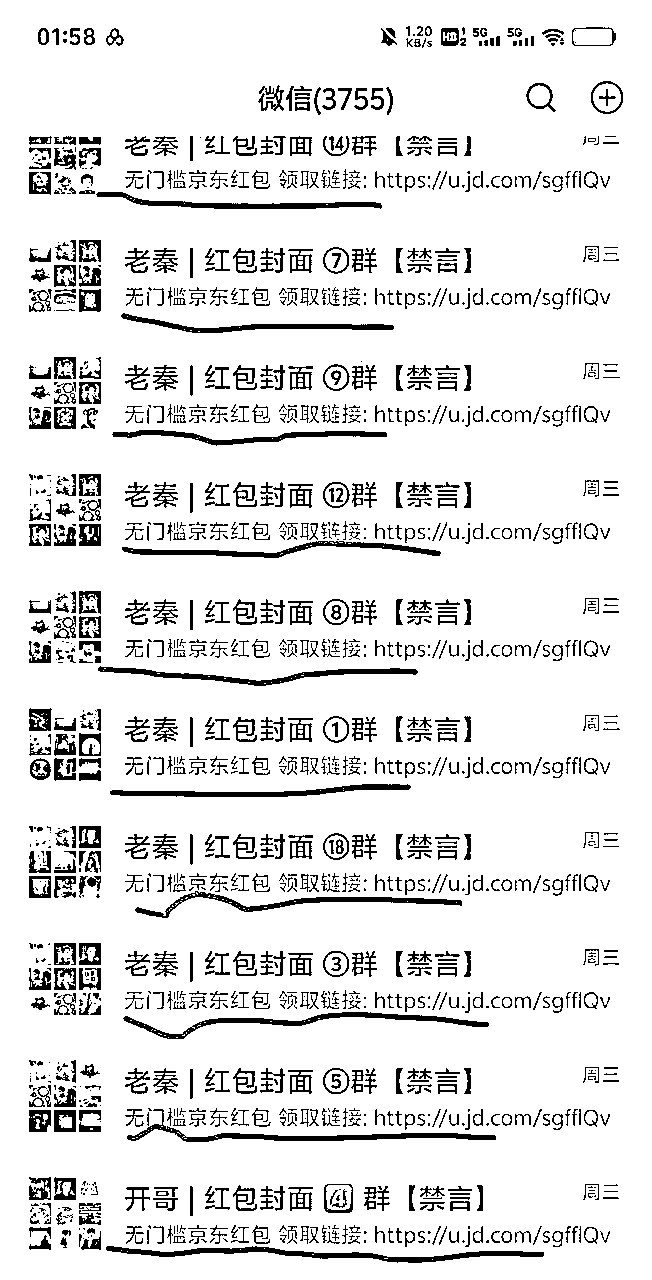 01:58 1.20 KB/s HD 1 2 5G 5G
微信(3755)
老秦 | 红包封面 ⑭群【禁言】 周三
无门槛京东红包 领取链接: https://u.jd.com/sgfflQv
老秦 | 红包封面 ⑦群【禁言】 周三
无门槛京东红包 领取链接: https://u.jd.com/sgfflQv
老秦 | 红包封面 ⑨群【禁言】 周三
无门槛京东红包 领取链接: https://u.jd.com/sgfflQv
老秦 | 红包封面 ⑫群【禁言】 周三
无门槛京东红包 领取链接: https://u.jd.com/sgfflQv
老秦 | 红包封面 ⑧群【禁言】 周三
无门槛京东红包 领取链接: https://u.jd.com/sgfflQv
老秦 | 红包封面 ①群【禁言】 周三
无门槛京东红包 领取链接: https://u.jd.com/sgfflQv
老秦 | 红包封面 ⑱群【禁言】 周三
无门槛京东红包 领取链接: https://u.jd.com/sgfflQv
老秦 | 红包封面 ③群【禁言】 周三
无门槛京东红包 领取链接: https://u.jd.com/sgfflQv
老秦 | 红包封面 ⑤群【禁言】 周三
无门槛京东红包 领取链接: https://u.jd.com/sgfflQv
开哥 | 红包封面 4️⃣ 群【禁言】 周三
无门槛京东红包 领取链接: https://u.jd.com/sgfflQv